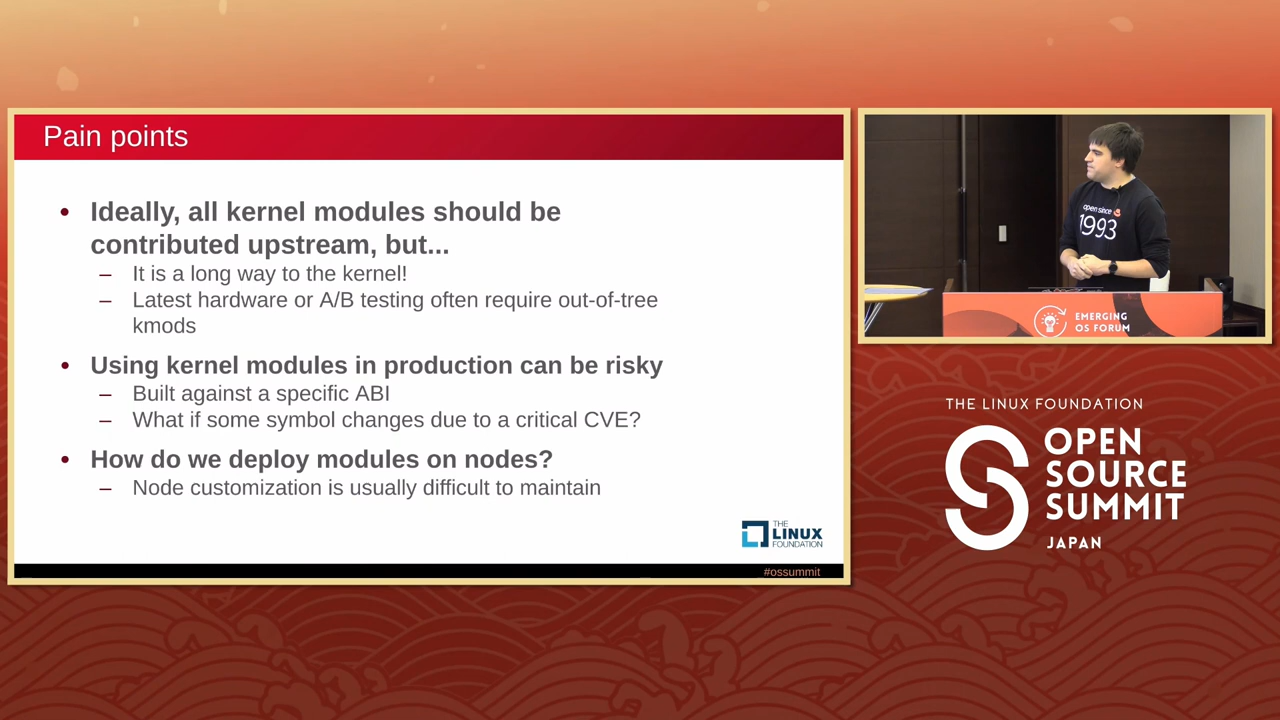 Pain points
• Ideally, all kernel modules should be
contributed upstream, but...
– It is a long way to the kernel!
– Latest hardware or A/B testing often require out-of-tree
kmods
• Using kernel modules in production can be risky
– Built against a specific ABI
– What if some symbol changes due to a critical CVE?
• How do we deploy modules on nodes?
– Node customization is usually difficult to maintain
THE
LINUX
FOUNDATION
#ossummit
open since
1993
EMERGING
OS FORUM
THE LINUX FOUNDATION
OPEN
SOURCE
SUMMIT
JAPAN